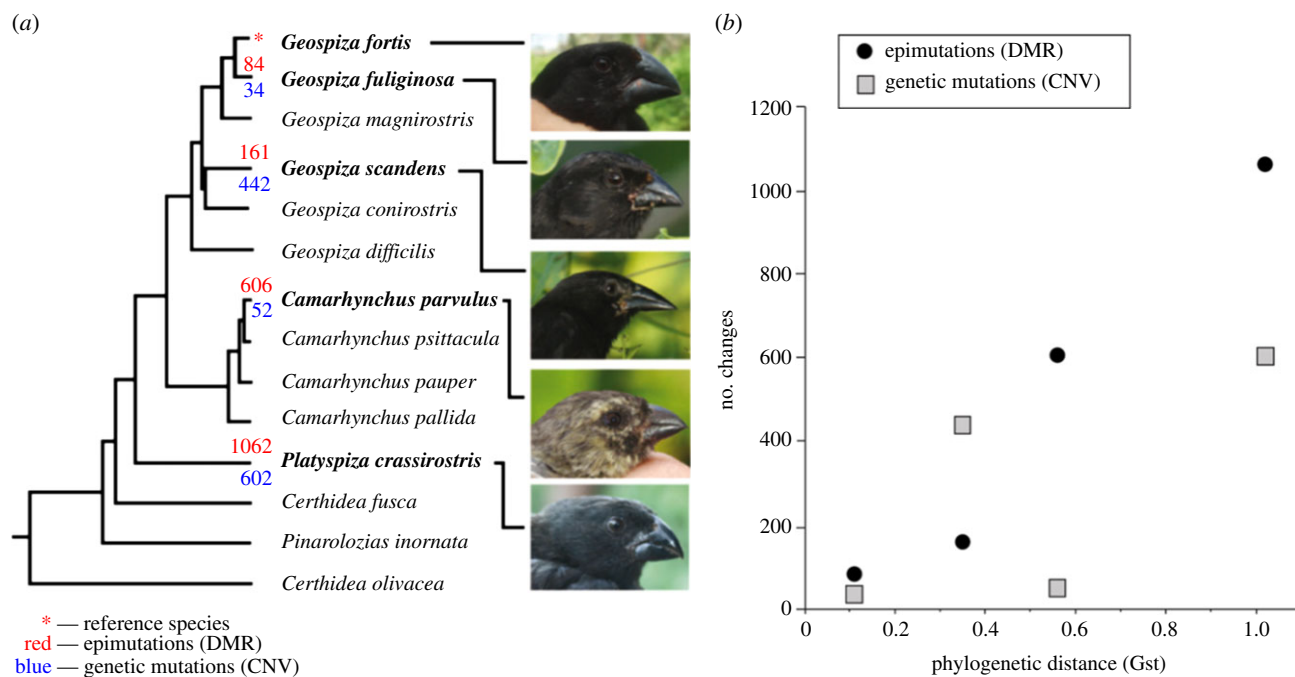 (a)
*
Geospiza fortis
84
Geospiza fuliginosa
34
Geospiza magnirostris
161
Geospiza scandens
442
Geospiza conirostris
Geospiza difficilis
606
Camarhynchus parvulus
52
Camarhynchus psittacula
Camarhynchus pauper
Camarhynchus pallida
1062
Platyspiza crassirostris
602
Certhidea fusca
Pinarolozias inornata
Certhidea olivacea
* — reference species
red — epimutations (DMR)
blue — genetic mutations (CNV)
(b)
epimutations (DMR)
genetic mutations (CNV)
1200
1000
800
600
400
200
0
no. changes
0 0.2 0.4 0.6 0.8 1.0
phylogenetic distance (Gst)